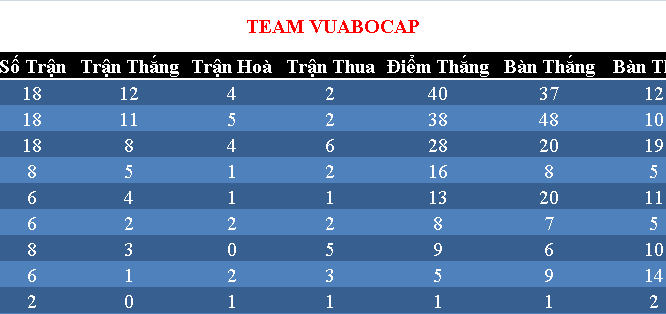 TEAM VUABOCAP
Số Trận Trận Thắng Trận Hoà Trận Thua Điểm Thắng Bàn Thắng Bàn
18 12 4 2 40 37 12
18 11 5 2 38 48 10
18 8 4 6 28 20 19
8 5 1 2 16 8 5
6 4 1 1 13 20 11
6 2 2 2 8 7 5
8 3 0 5 9 6 10
6 1 2 3 5 9 14
2 0 1 1 1 1 2